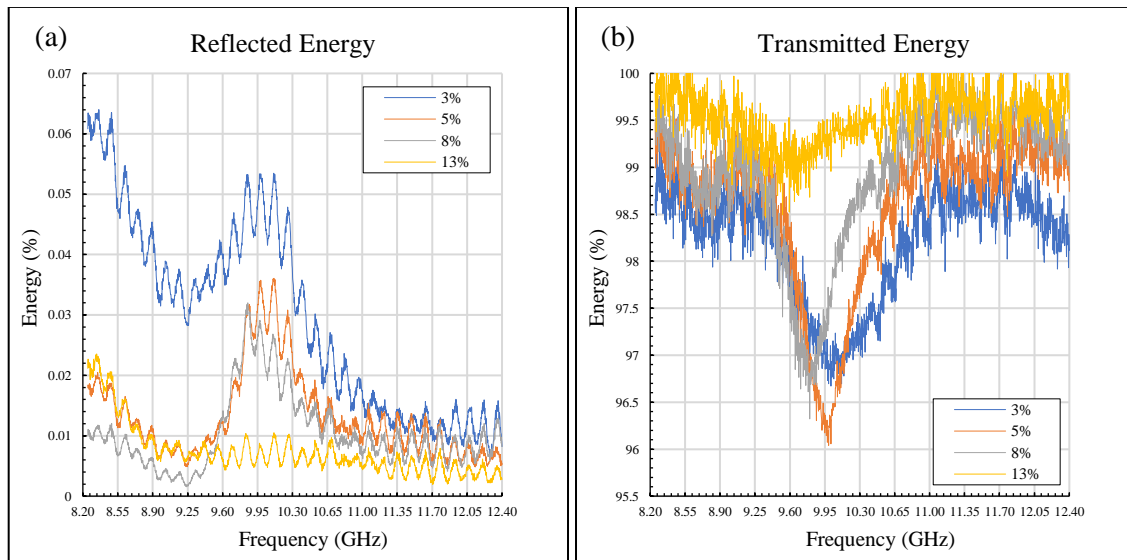 (a)
Reflected Energy
0.07
0.06
0.05
0.04
0.03
0.02
0.01
0
Energy (%)
3%
5%
8%
13%
8.20 8.55 8.90 9.25 9.60 9.95 10.30 10.65 11.00 11.35 11.70 12.05 12.40
Frequency (GHz)
(b)
Transmitted Energy
100
99.5
99
98.5
98
97.5
97
96.5
96
95.5
Energy (%)
3%
5%
8%
13%
8.20 8.55 8.90 9.25 9.60 9.95 10.30 10.65 11.00 11.35 11.70 12.05 12.40
Frequency (GHz)